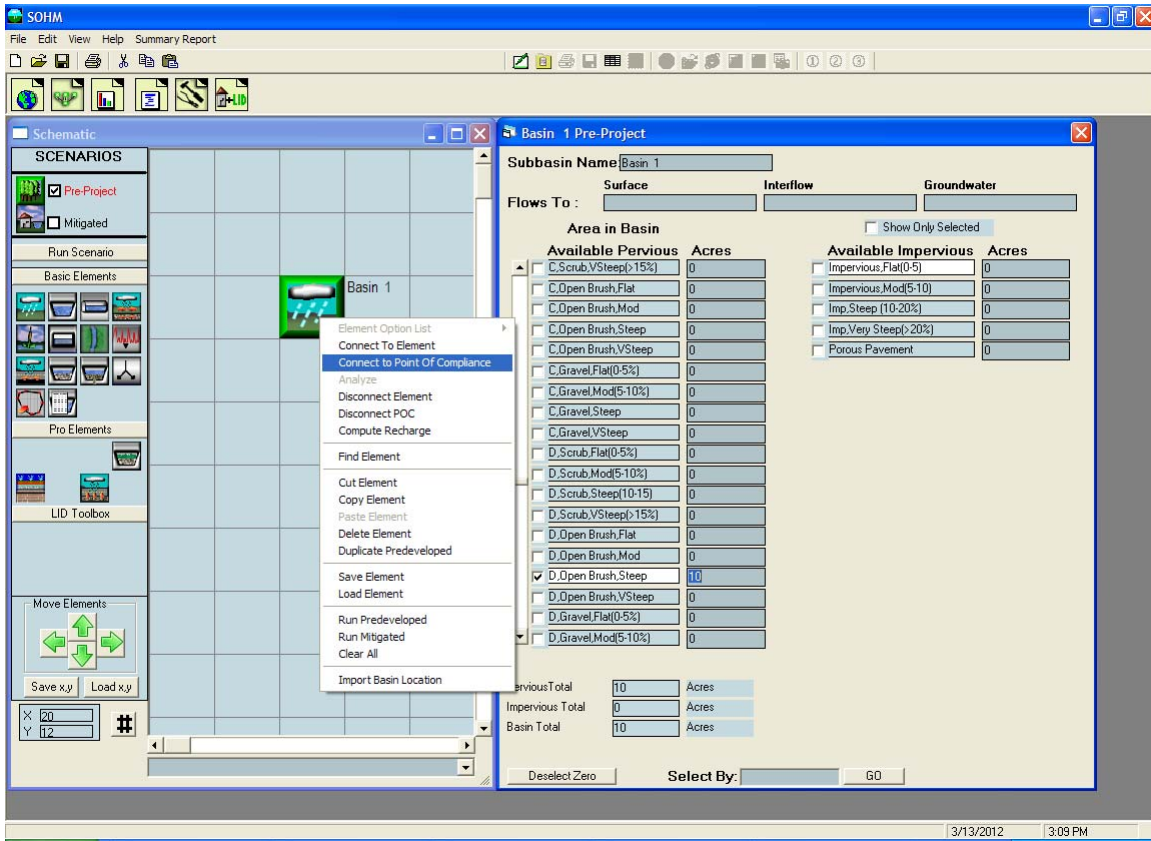 SOHM
File Edit View Help Summary Report
Schematic
SCENARIOS
Pre-Project
Mitigated
Run Scenario
Basic Elements
Pro Elements
LID Toolbox
Move Elements
Save x,y Load x,y
X 20
Y 12
#
+LID
Basin 1
Element Option List
Connect To Element
Connect to Point Of Compliance
Analyze
Disconnect Element
Disconnect POC
Compute Recharge
Find Element
Cut Element
Copy Element
Paste Element
Delete Element
Duplicate Predeveloped
Save Element
Load Element
Run Predeveloped
Run Mitigated
Clear All
Import Basin Location
Basin 1 Pre-Project
Subbasin Name: Basin 1
Surface Interflow Groundwater
Flows To :
Area in Basin Show Only Selected
Available Pervious Acres Available Impervious Acres
C,Scrub,VSteep(>15%) 0 Impervious,Flat(0-5) 0
C,Open Brush,Flat 0 Impervious,Mod(5-10) 0
C,Open Brush,Mod 0 Imp,Steep (10-20%) 0
C,Open Brush,Steep 0 Imp,Very Steep(>20%) 0
C,Open Brush,VSteep 0 Porous Pavement 0
C,Gravel,Flat(0-5%) 0
C,Gravel,Mod(5-10%) 0
C,Gravel,Steep 0
C,Gravel,VSteep 0
D,Scrub,Flat(0-5%) 0
D,Scrub,Mod(5-10%) 0
D,Scrub,Steep(10-15) 0
D,Scrub,VSteep(>15%) 0
D,Open Brush,Flat 0
D,Open Brush,Mod 0
D,Open Brush,Steep 10
D,Open Brush,VSteep 0
D,Gravel,Flat(0-5%) 0
D,Gravel,Mod(5-10%) 0
erviousTotal 10 Acres
Impervious Total 0 Acres
Basin Total 10 Acres
Deselect Zero Select By: GO
3/13/2012 3:09 PM